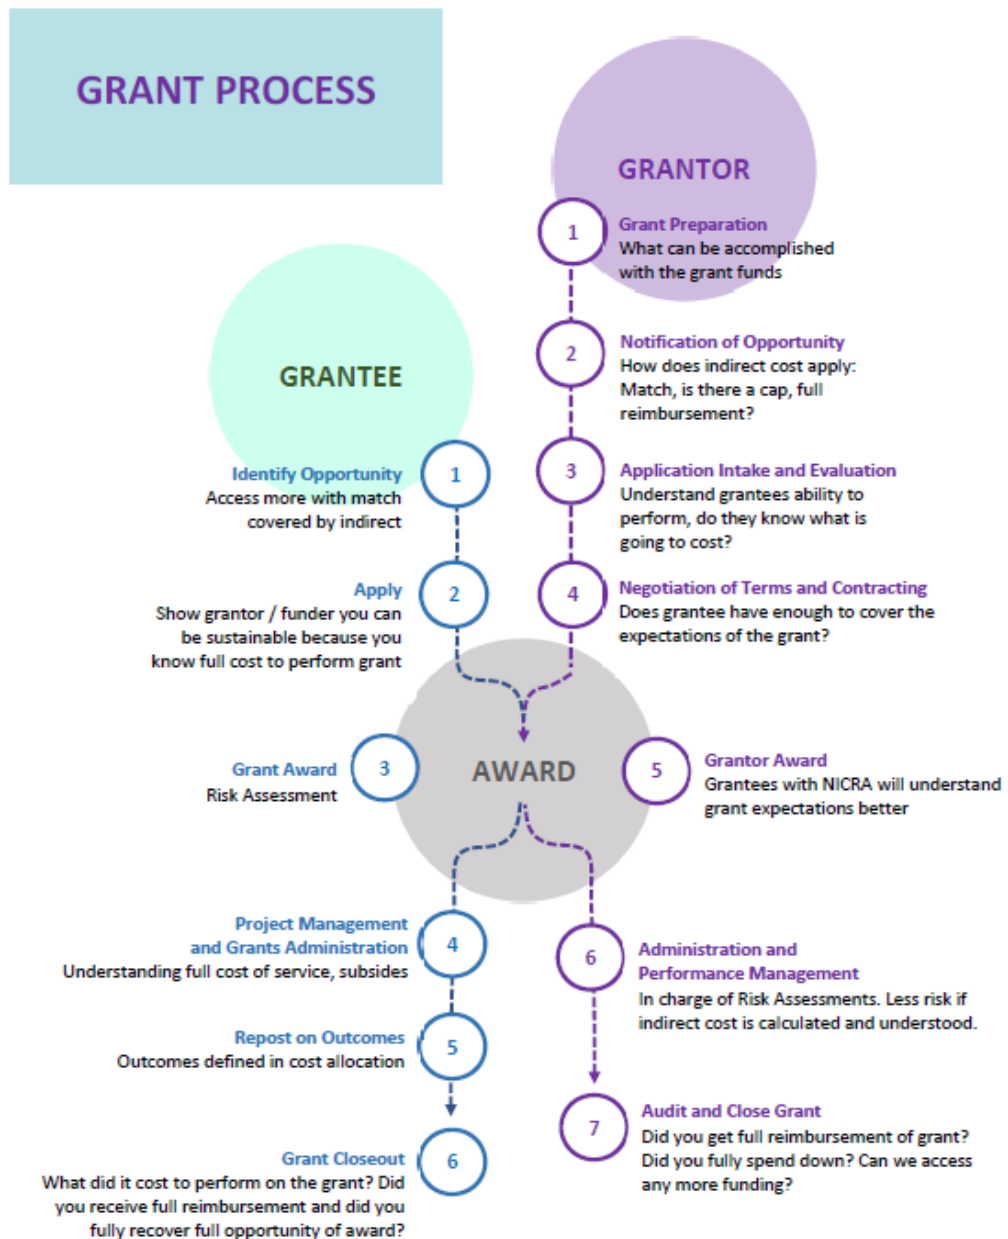 GRANT PROCESS
GRANTOR
1
Grant Preparation
What can be accomplished
with the grant funds
2
Notification of Opportunity
How does indirect cost apply:
Match, is there a cap, full
reimbursement?
3
Application Intake and Evaluation
Understand grantees ability to
perform, do they know what is
going to cost?
4
Negotiation of Terms and Contracting
Does grantee have enough to cover the
expectations of the grant?
GRANTEE
1
Identify Opportunity
Access more with match
covered by indirect
2
Apply
Show grantor / funder you can
be sustainable because you
know full cost to perform grant
AWARD
3
Grant Award
Risk Assessment
5
Grantor Award
Grantees with NICRA will understand
grant expectations better
4
Project Management
and Grants Administration
Understanding full cost of service, subsides
5
Repost on Outcomes
Outcomes defined in cost allocation
6
Grant Closeout
What did it cost to perform on the grant? Did
you receive full reimbursement and did you
fully recover full opportunity of award?
6
Administration and
Performance Management
In charge of Risk Assessments. Less risk if
indirect cost is calculated and understood.
7
Audit and Close Grant
Did you get full reimbursement of grant?
Did you fully spend down? Can we access
any more funding?